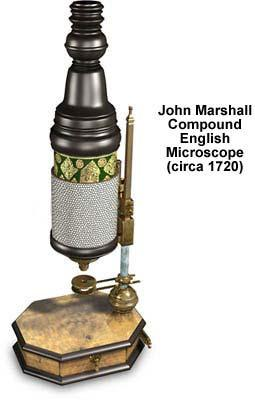 John Marshall
Compound
English
Microscope
(circa 1720)